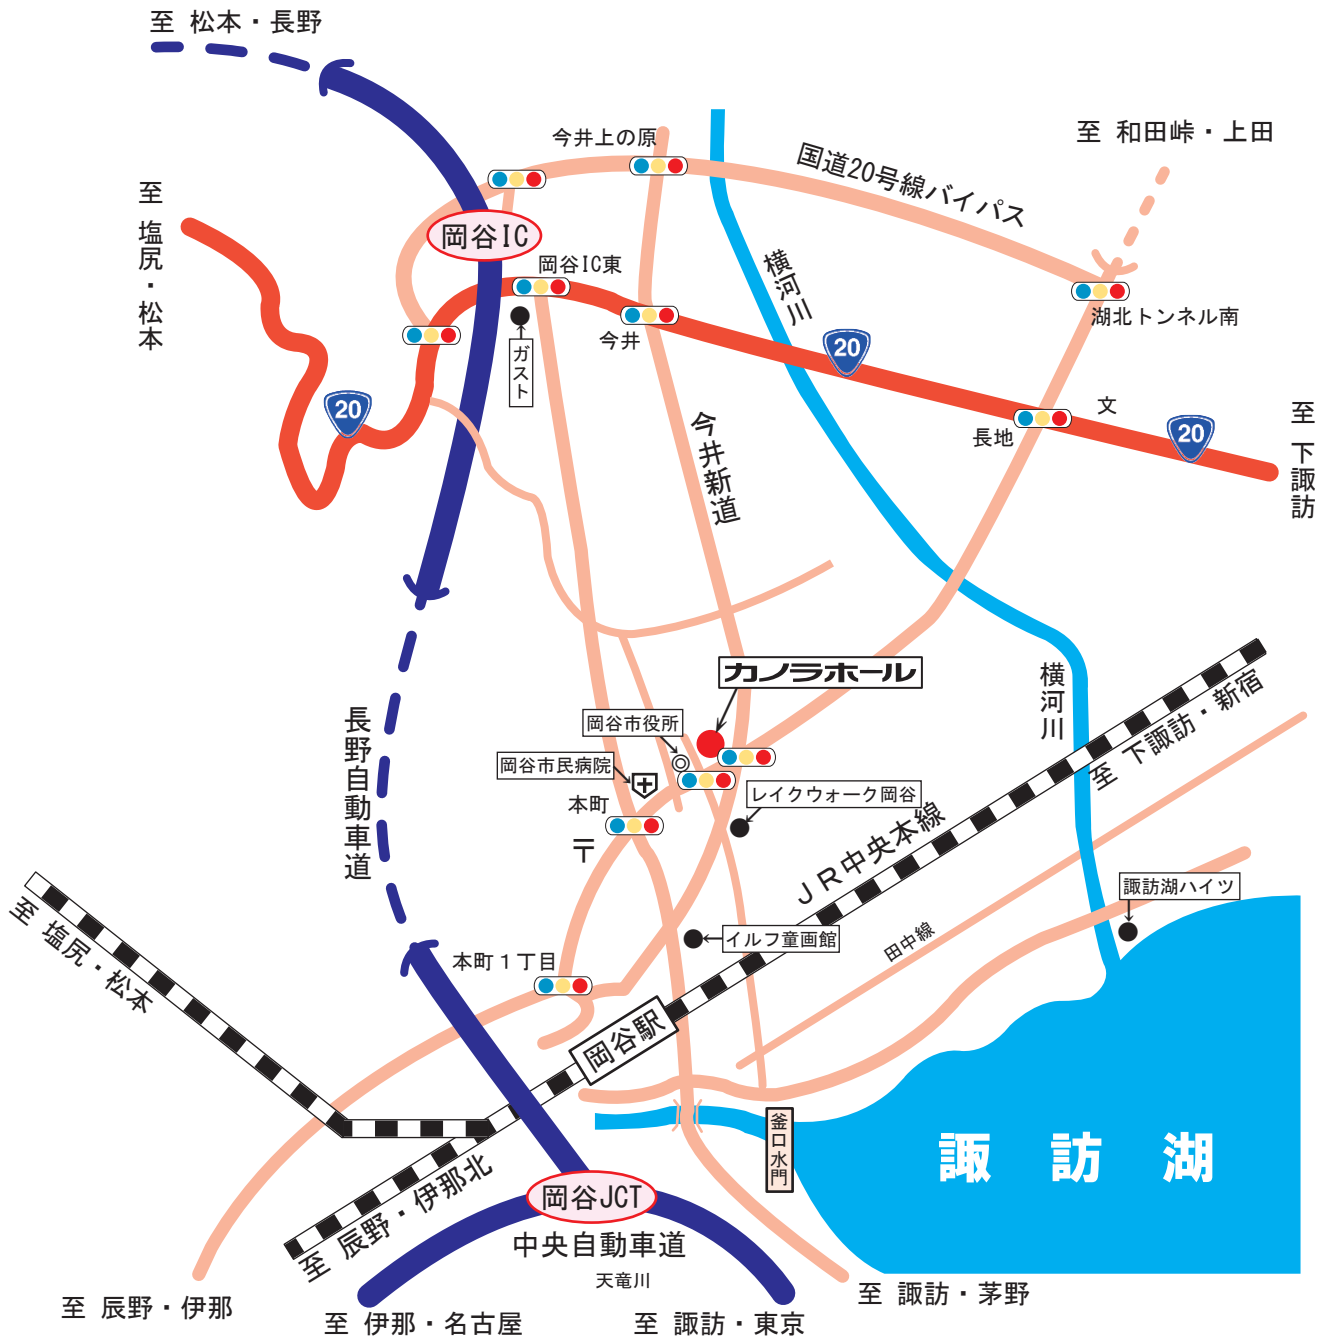 至 松本・長野
今井上の原
至 和田峠・上田
国道20号線バイパス
至 塩尻・松本
岡谷IC
岡谷IC東
横河川
湖北トンネル南
今井
ガスト
20
20
文
長地
20
至 下諏訪
今井新道
カノラホール
横河川
至 下諏訪・新宿
岡谷市役所
長野自動車道
岡谷市民病院
本町
レイクウォーク岡谷
〒
JR中央本線
諏訪湖ハイツ
至 塩尻・松本
イルフ童画館
田中線
本町1丁目
岡谷駅
釜口水門
諏訪湖
至 辰野・伊那北
岡谷JCT
中央自動車道
天竜川
至 辰野・伊那
至 伊那・名古屋
至 諏訪・東京
至 諏訪・茅野